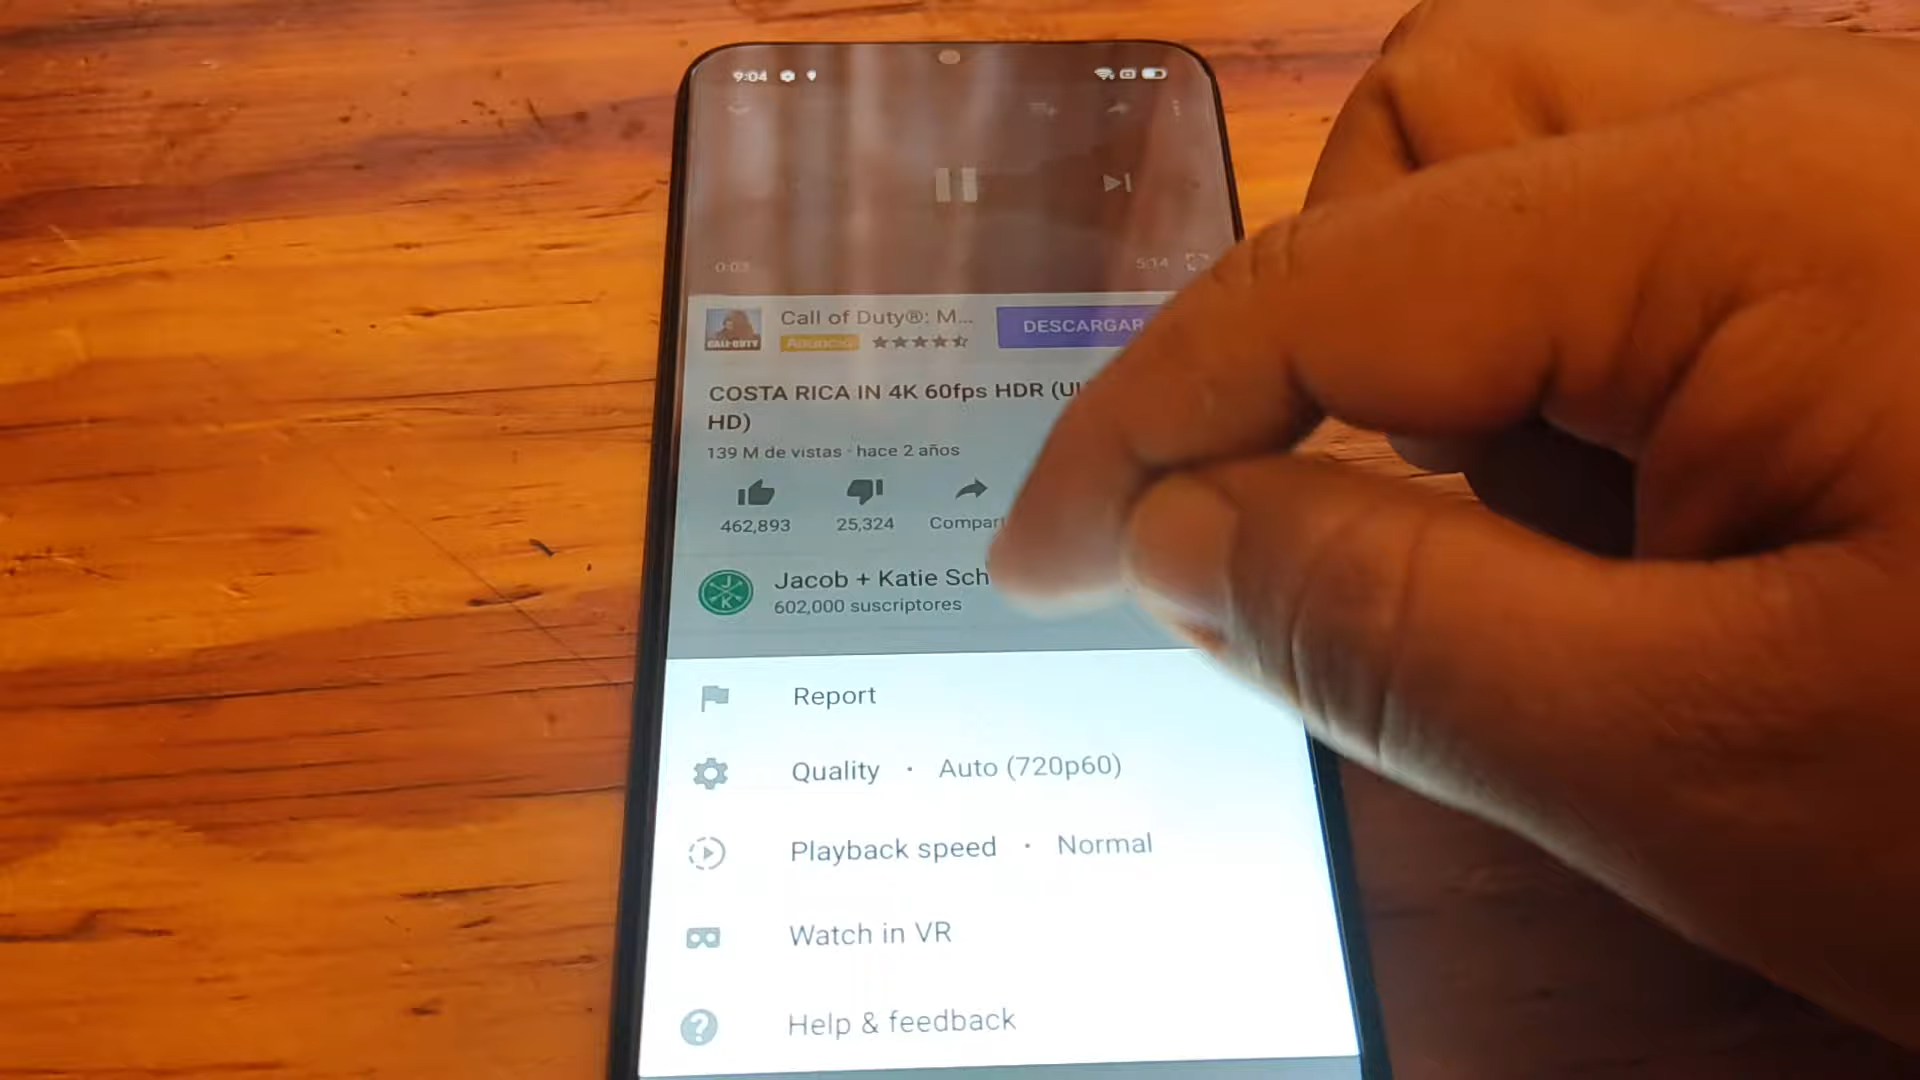 9:04
0:03
5:14
Call of Duty®: M...
CALL·DUTY
DESCARGAR
Anuncio
COSTA RICA IN 4K 60fps HDR
HD)
139 M de vistas · hace 2 años
462,893
25,324
Compart
Jacob + Katie Sch
602,000 suscriptores
J
K
Report
Quality · Auto (720p60)
Playback speed · Normal
Watch in VR
Help & feedback